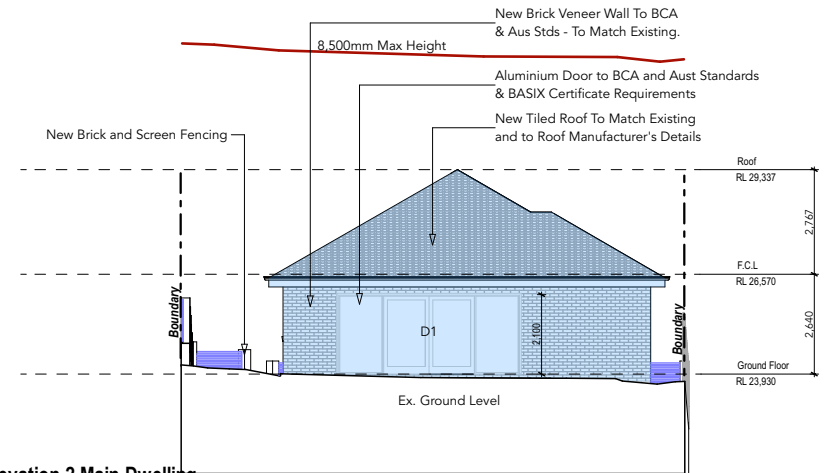 New Brick Veneer Wall To BCA
& Aus Stds - To Match Existing.
8,500mm Max Height
Aluminium Door to BCA and Aust Standards
& BASIX Certificate Requirements
New Tiled Roof To Match Existing
and to Roof Manufacturer's Details
New Brick and Screen Fencing
Roof
RL 29,337
2,767
F.C.L
RL 26,570
Boundary
Boundary
D1
2,100
2,640
Ground Floor
RL 23,930
Ex. Ground Level
2 Main Dwelling